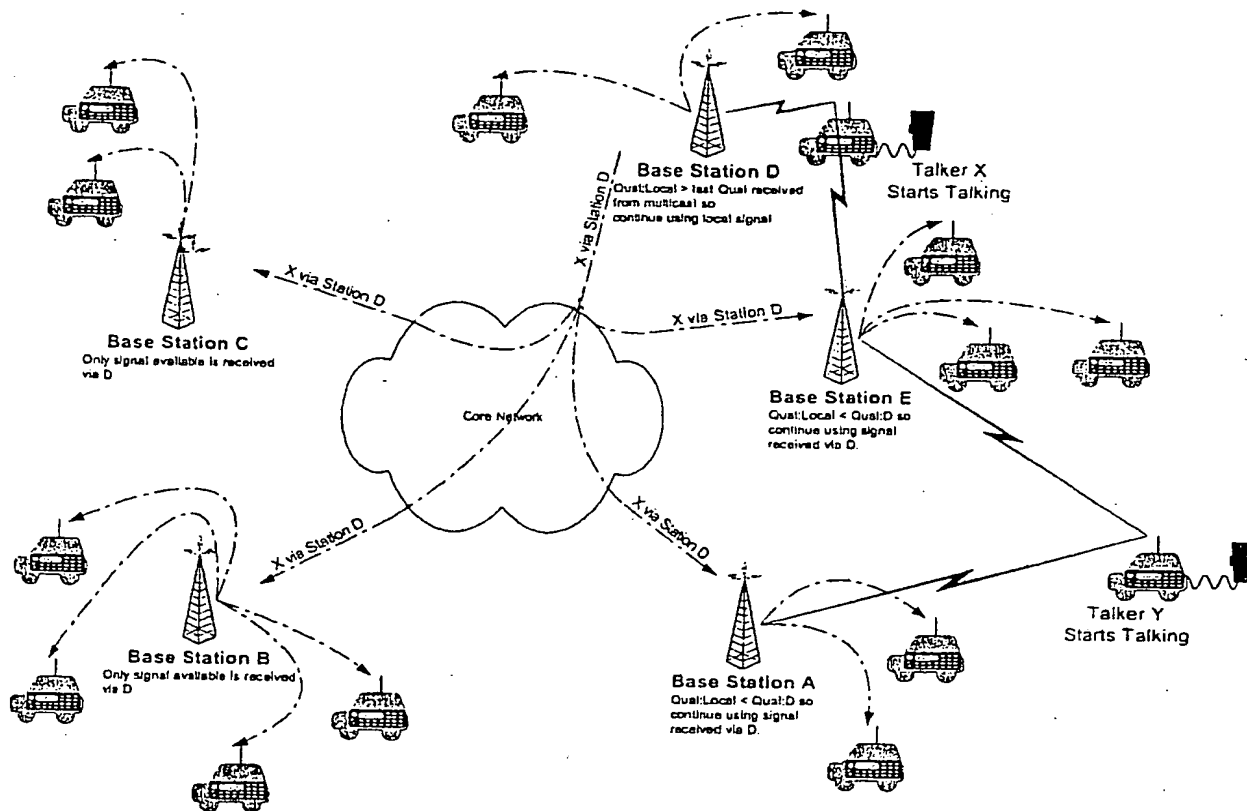 Base Station D
Qual:Local > last Qual received
from multicast so
continue using local signal
Talker X
Starts Talking
X via Station D
X via Station D
X via Station D
Base Station C
Only signal available is received
via D
Core Network
Base Station E
Qual:Local < Qual:D so
continue using signal
received via D.
X via Station D
X via Station D
Base Station B
Only signal available is received
via D
Base Station A
Qual:Local < Qual:D so
continue using signal
received via D.
Talker Y
Starts Talking